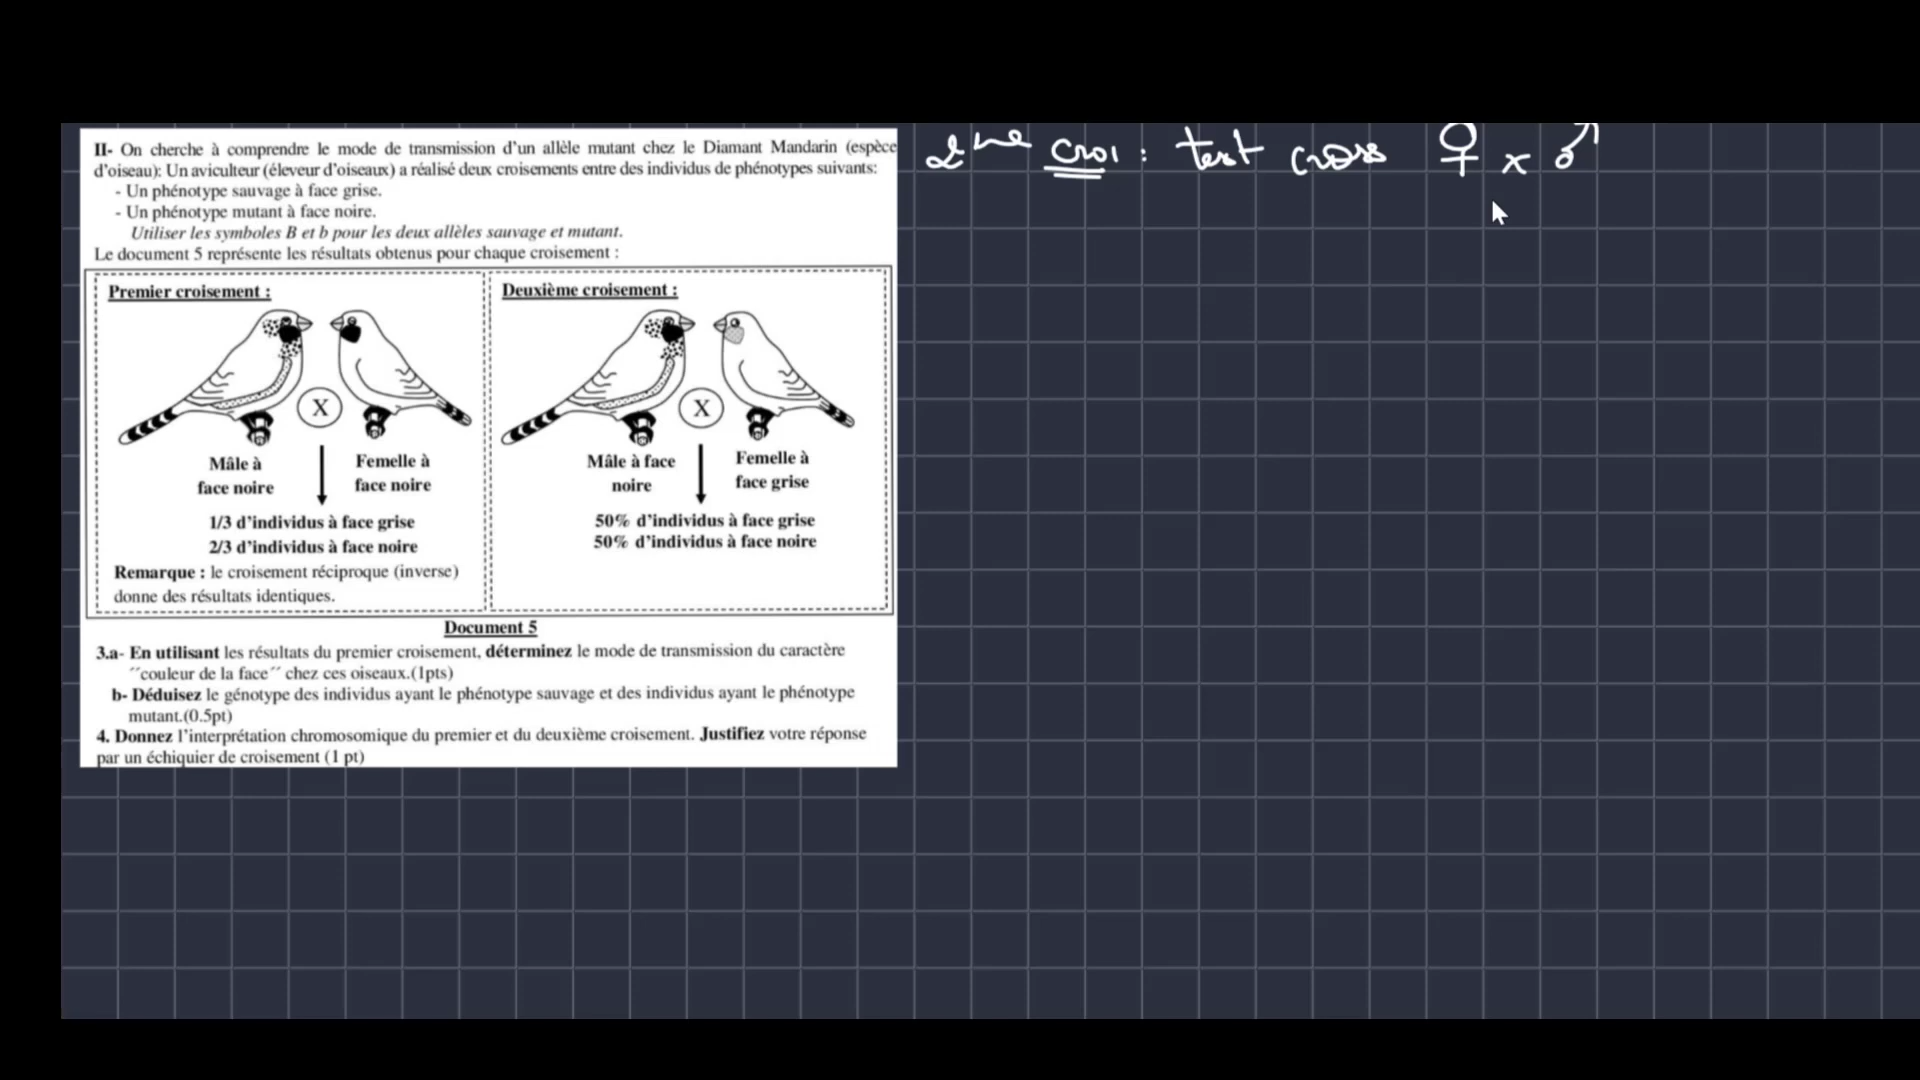 II- On cherche à comprendre le mode de transmission d'un allèle mutant chez le Diamant Mandarin (espèce
d'oiseau): Un aviculteur (éleveur d'oiseaux) a réalisé deux croisements entre des individus de phénotypes suivants:
- Un phénotype sauvage à face grise.
- Un phénotype mutant à face noire.
Utiliser les symboles B et b pour les deux allèles sauvage et mutant.
Le document 5 représente les résultats obtenus pour chaque croisement :
Premier croisement :
X
Mâle à
face noire
Femelle à
face noire
1/3 d'individus à face grise
2/3 d'individus à face noire
Remarque : le croisement réciproque (inverse)
donne des résultats identiques.
Deuxième croisement :
X
Mâle à face
noire
Femelle à
face grise
50% d'individus à face grise
50% d'individus à face noire
Document 5
3.a- En utilisant les résultats du premier croisement, déterminez le mode de transmission du caractère
´´couleur de la face´´ chez ces oiseaux.(1pts)
b- Déduisez le génotype des individus ayant le phénotype sauvage et des individus ayant le phénotype
mutant.(0.5pt)
4. Donnez l'interprétation chromosomique du premier et du deuxième croisement. Justifiez votre réponse
par un échiquier de croisement (1 pt)
2me croi : test cross ♀ x ♂